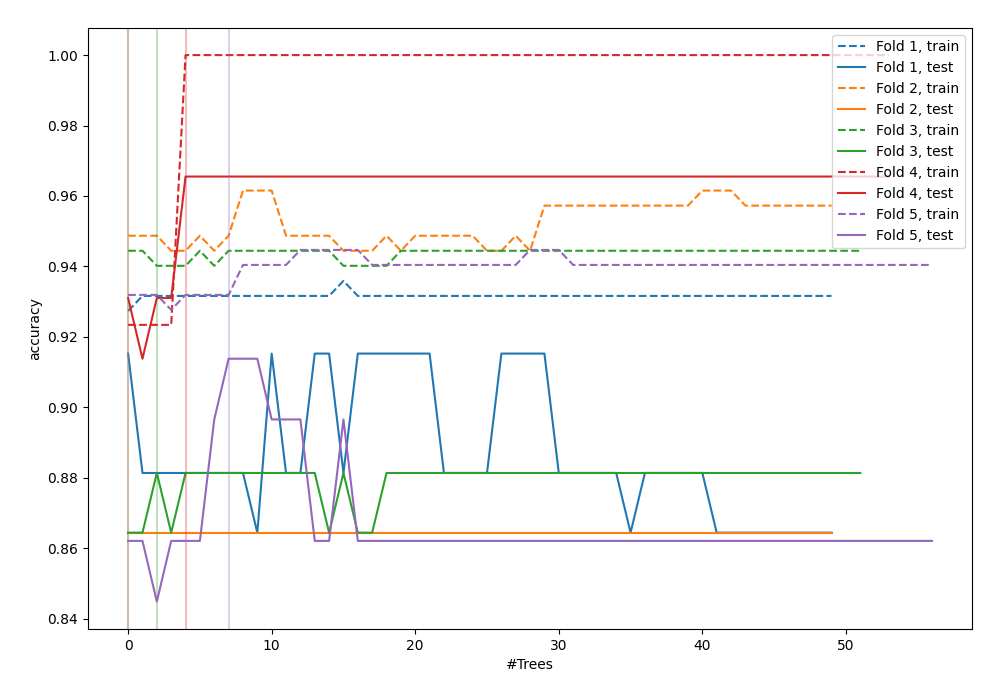 1.00
0.98
0.96
0.94
0.92
0.90
0.88
0.86
0.84
accuracy
0
10
20
30
40
50
#Trees
Fold 1, train
Fold 1, test
Fold 2, train
Fold 2, test
Fold 3, train
Fold 3, test
Fold 4, train
Fold 4, test
Fold 5, train
Fold 5, test